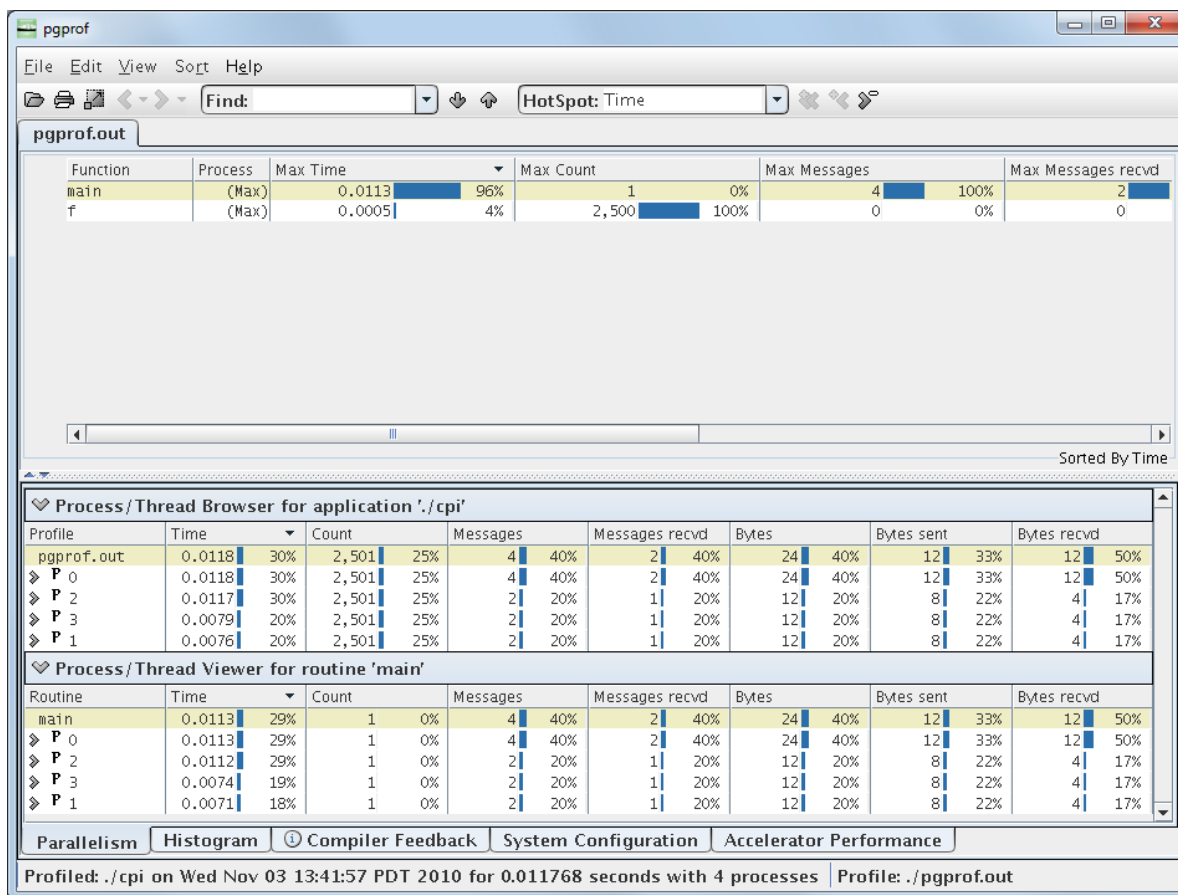 pgprof
File Edit View Sort Help
Find: HotSpot: Time
pgprof.out
Function Process Max Time Max Count Max Messages Max Messages recvd
main (Max) 0.0113 96% 1 0% 4 100% 2
f (Max) 0.0005 4% 2,500 100% 0 0% 0
Sorted By Time
Process/Thread Browser for application './cpi'
Profile Time Count Messages Messages recvd Bytes Bytes sent Bytes recvd
pgprof.out 0.0118 30% 2,501 25% 4 40% 2 40% 24 40% 12 33% 12 50%
P 0 0.0118 30% 2,501 25% 4 40% 2 40% 24 40% 12 33% 12 50%
P 2 0.0117 30% 2,501 25% 2 20% 1 20% 12 20% 8 22% 4 17%
P 3 0.0079 20% 2,501 25% 2 20% 1 20% 12 20% 8 22% 4 17%
P 1 0.0076 20% 2,501 25% 2 20% 1 20% 12 20% 8 22% 4 17%
Process/Thread Viewer for routine 'main'
Routine Time Count Messages Messages recvd Bytes Bytes sent Bytes recvd
main 0.0113 29% 1 0% 4 40% 2 40% 24 40% 12 33% 12 50%
P 0 0.0113 29% 1 0% 4 40% 2 40% 24 40% 12 33% 12 50%
P 2 0.0112 29% 1 0% 2 20% 1 20% 12 20% 8 22% 4 17%
P 3 0.0074 19% 1 0% 2 20% 1 20% 12 20% 8 22% 4 17%
P 1 0.0071 18% 1 0% 2 20% 1 20% 12 20% 8 22% 4 17%
Parallelism Histogram Compiler Feedback System Configuration Accelerator Performance
Profiled: ./cpi on Wed Nov 03 13:41:57 PDT 2010 for 0.011768 seconds with 4 processes Profile: ./pgprof.out